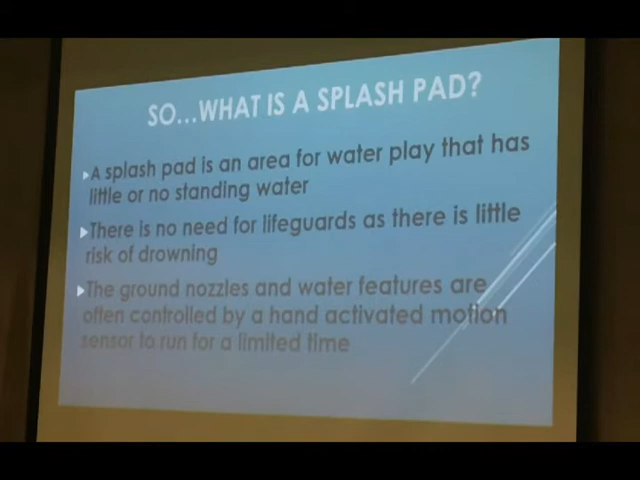 SO...WHAT IS A SPLASH PAD?
A splash pad is an area for water play that has
little or no standing water
There is no need for lifeguards as there is little
risk of drowning
The ground nozzles and water features are
often controlled by a hand activated motion
sensor to run for a limited time